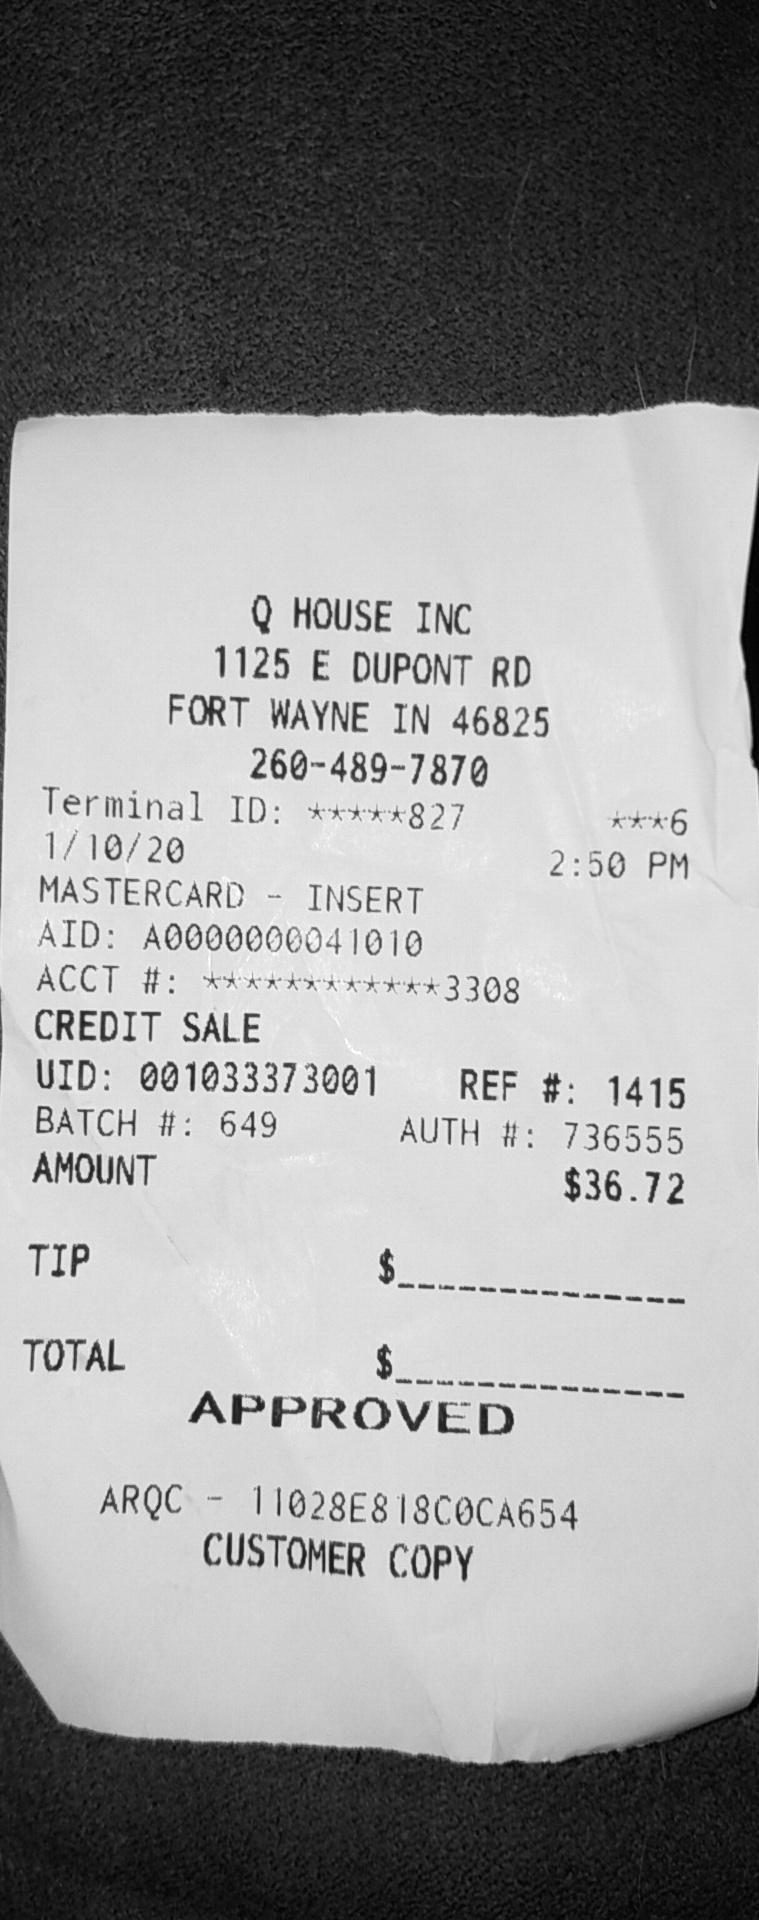 Q HOUSE INC
1125 E DUPONT RD
FORT WAYNE IN 46825
260-489-7870
Terminal ID: *****827 ***6
1/10/20 2:50 PM
MASTERCARD - INSERT
AID: A0000000041010
ACCT #: ************3308
CREDIT SALE
UID: 001033373001 REF #: 1415
BATCH #: 649 AUTH #: 736555
AMOUNT $36.72
TIP $______________
TOTAL $______________
APPROVED
ARQC - 11028E818C0CA654
CUSTOMER COPY